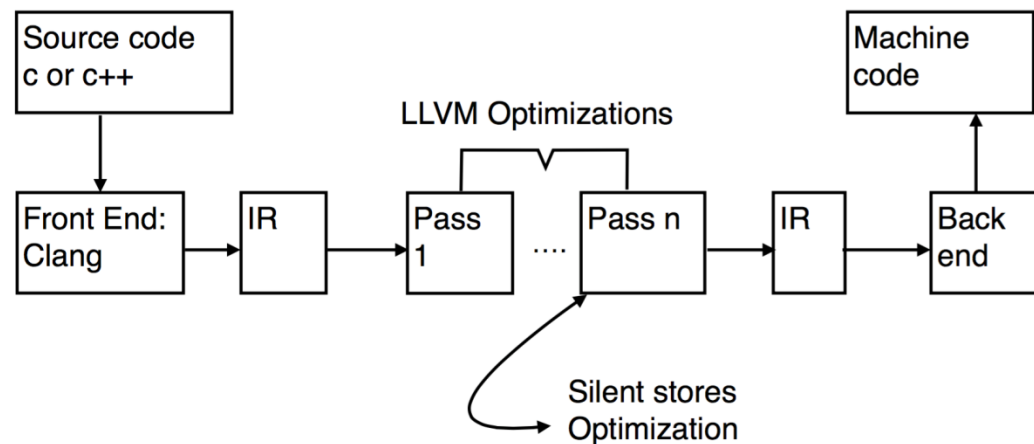 Source code
c or c++
Machine
code
LLVM Optimizations
Front End:
Clang
IR
Pass
1
....
Pass n
IR
Back
end
Silent stores
Optimization